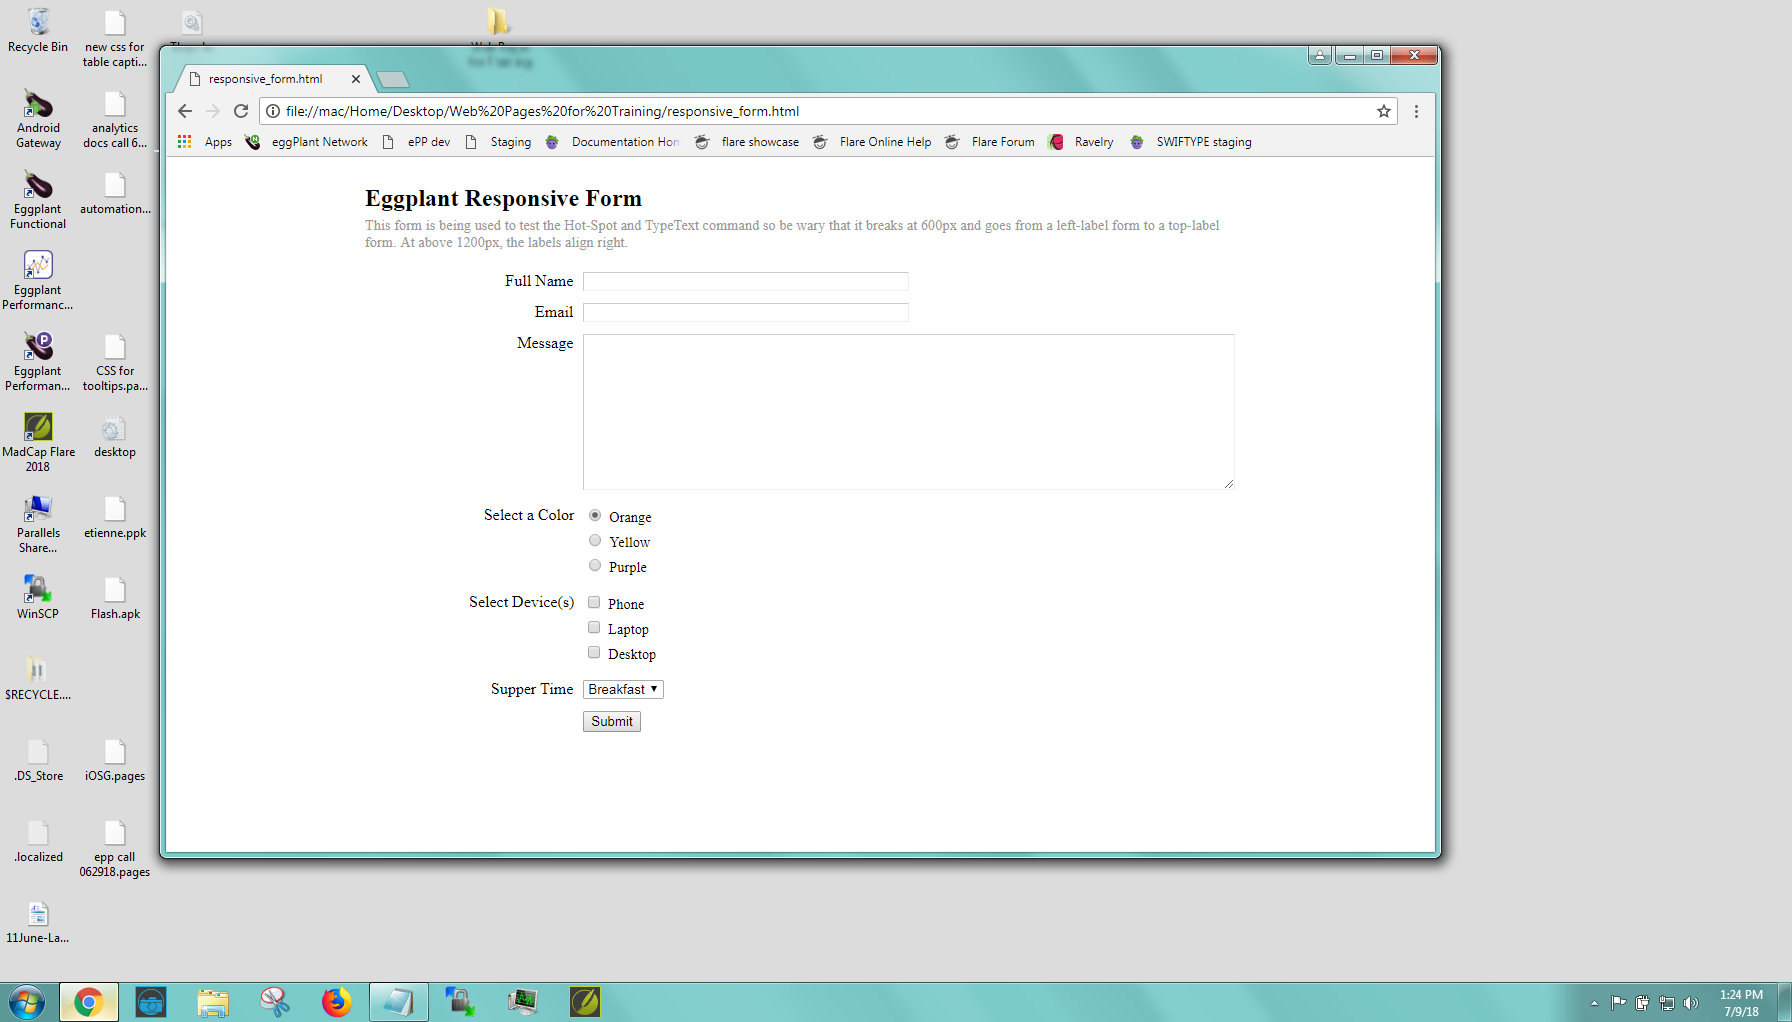 Recycle Bin
new css for
table capti...
Android
Gateway
analytics
docs call 6...
Eggplant
Functional
automation...
Eggplant
Performanc...
Eggplant
Performan...
CSS for
tooltips.pa...
MadCap Flare
2018
desktop
Parallels
Share...
etienne.ppk
WinSCP
Flash.apk
$RECYCLE....
.DS_Store
iOSG.pages
.localized
epp call
062918.pages
11June-La...
responsive_form.html
file://mac/Home/Desktop/Web%20Pages%20for%20Training/responsive_form.html
Apps
eggPlant Network
ePP dev
Staging
Documentation Hom
flare showcase
Flare Online Help
Flare Forum
Ravelry
SWIFTYPE staging
Eggplant Responsive Form
This form is being used to test the Hot-Spot and TypeText command so be wary that it breaks at 600px and goes from a left-label form to a top-label
form. At above 1200px, the labels align right.
Full Name
Email
Message
Select a Color
Orange
Yellow
Purple
Select Device(s)
Phone
Laptop
Desktop
Supper Time
Breakfast
Submit
1:24 PM
7/9/18